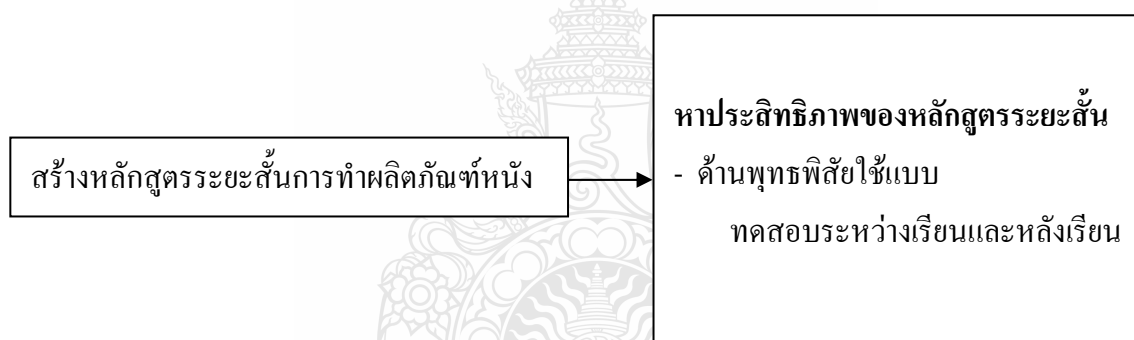 สร้างหลักสูตรระยะสั้นการทำผลิตภัณฑ์หนัง
หาประสิทธิภาพของหลักสูตรระยะสั้น
- ด้านพุทธพิสัยใช้แบบ
ทดสอบระหว่างเรียนและหลังเรียน